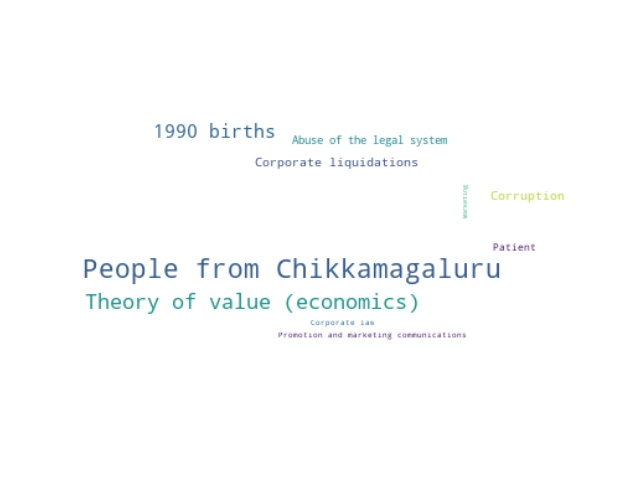 1990 births
Abuse of the legal system
Corporate liquidations
Marketing
Corruption
Patient
People from Chikkamagaluru
Theory of value (economics)
Corporate law
Promotion and marketing communications